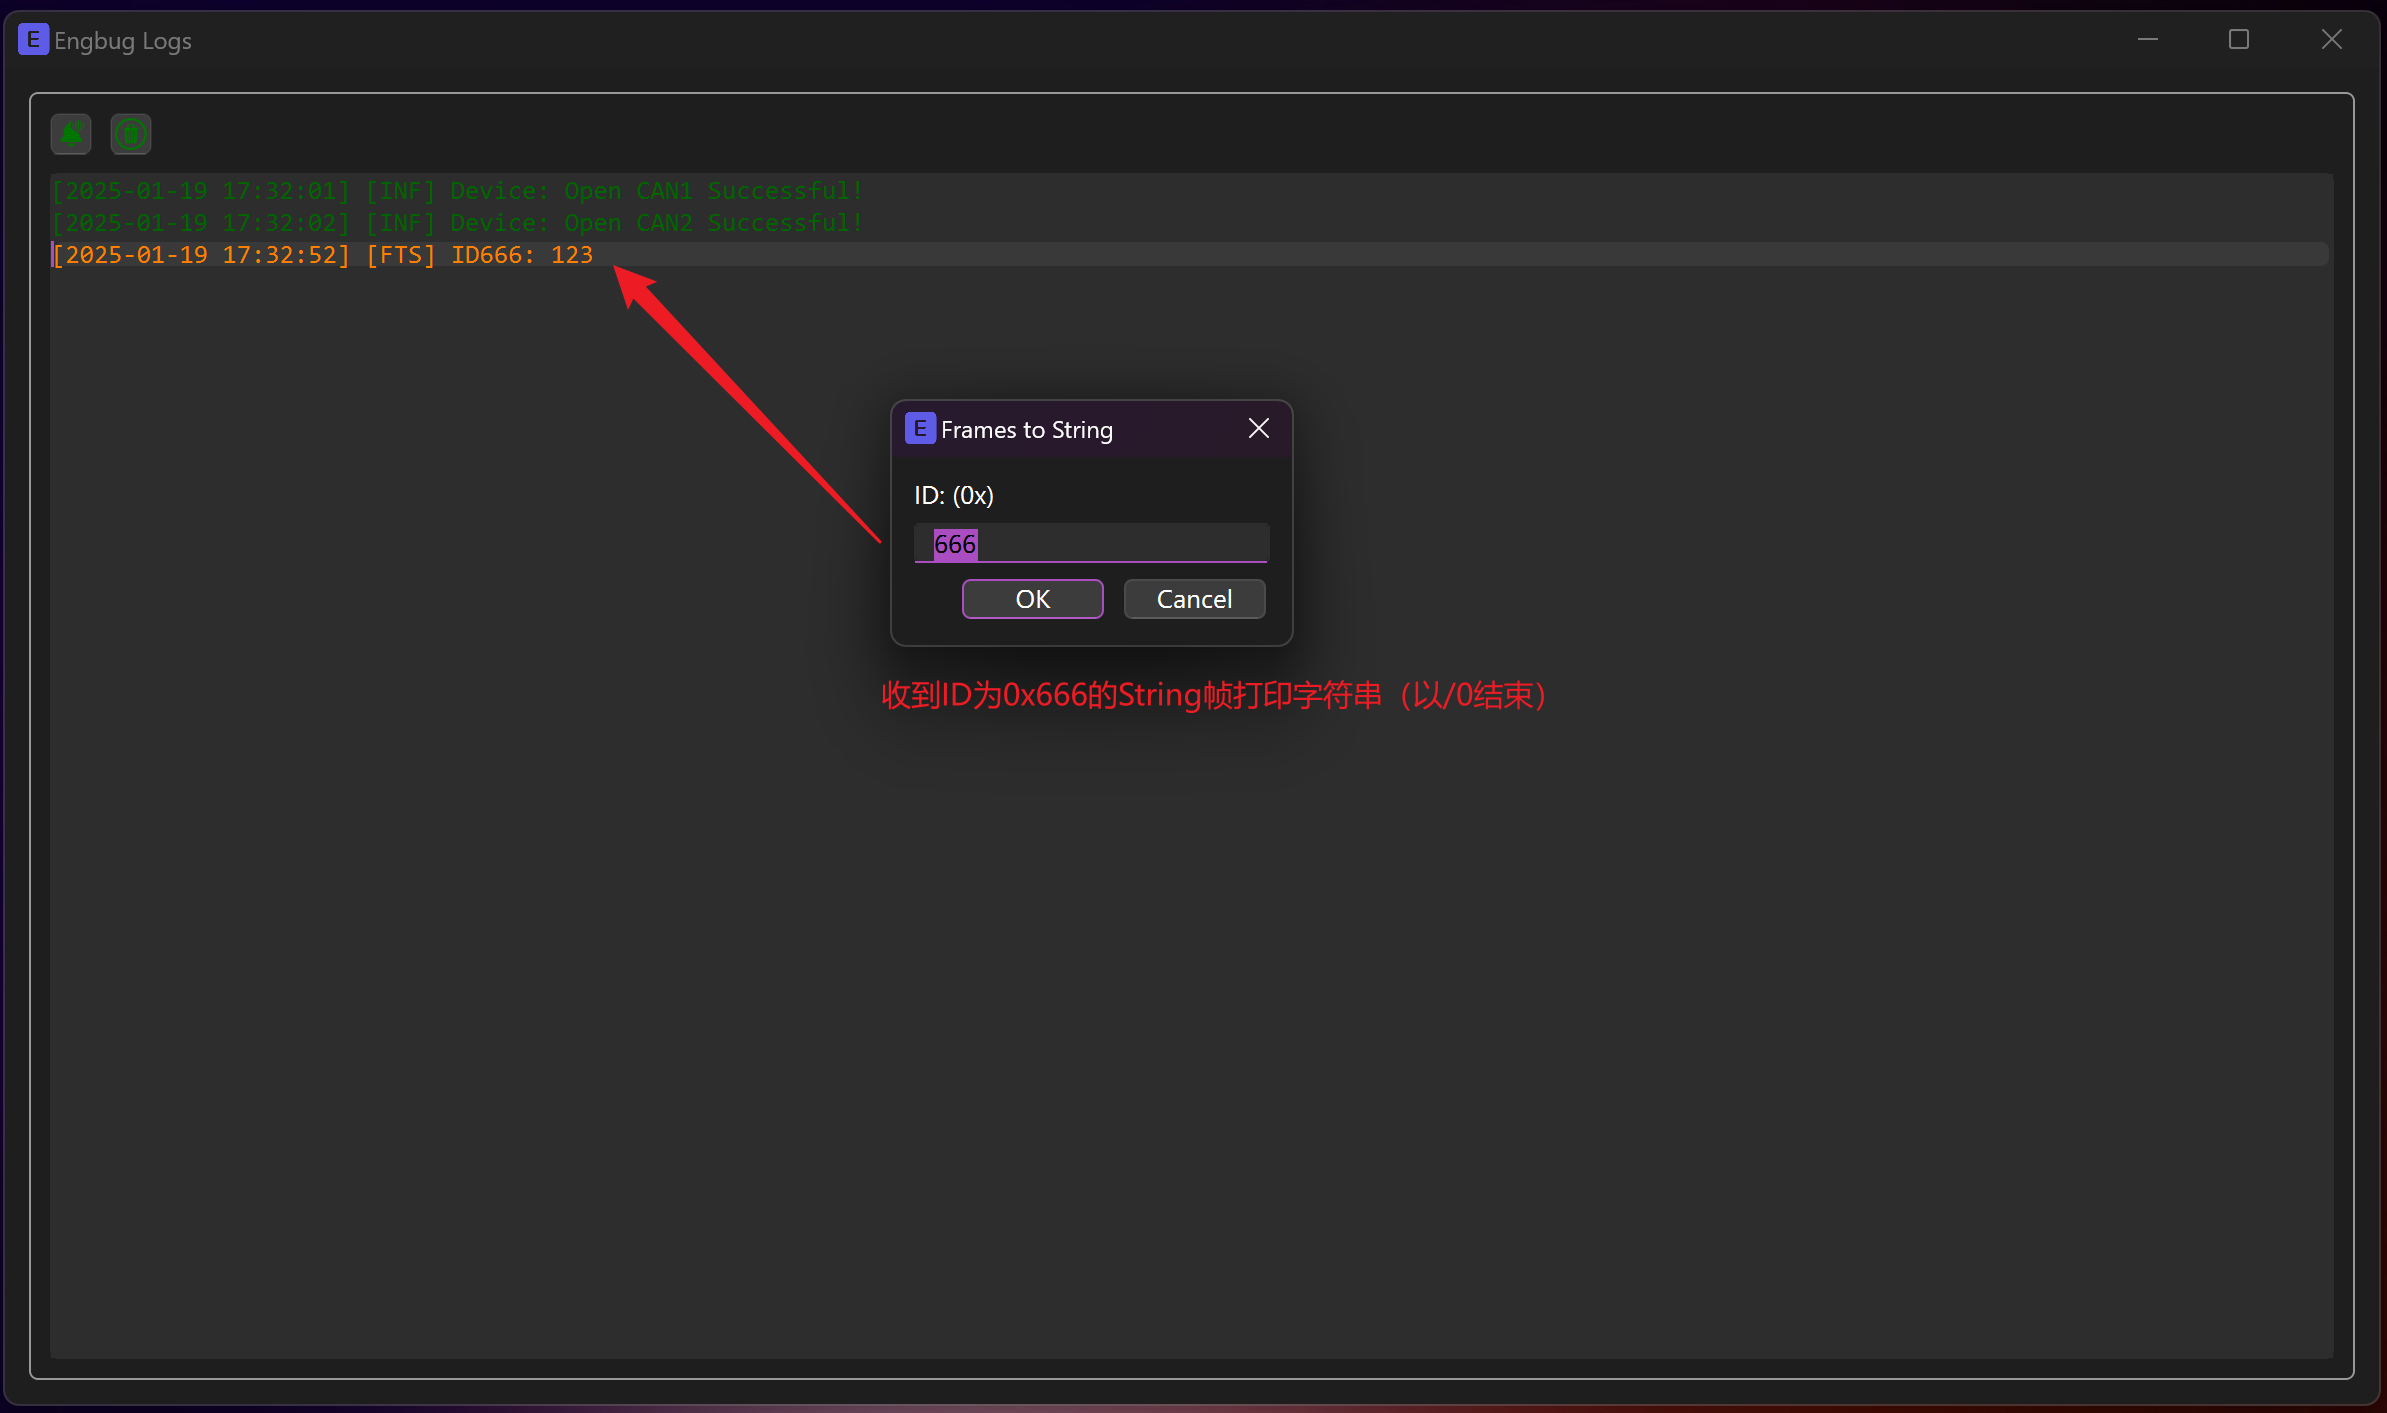 E Engbug Logs
[2025-01-19 17:32:01] [INF] Device: Open CAN1 Successful!
[2025-01-19 17:32:02] [INF] Device: Open CAN2 Successful!
[2025-01-19 17:32:52] [FTS] ID666: 123
E Frames to String
ID: (0x)
666
OK Cancel
收到ID为0x666的String帧打印字符串（以/0结束）